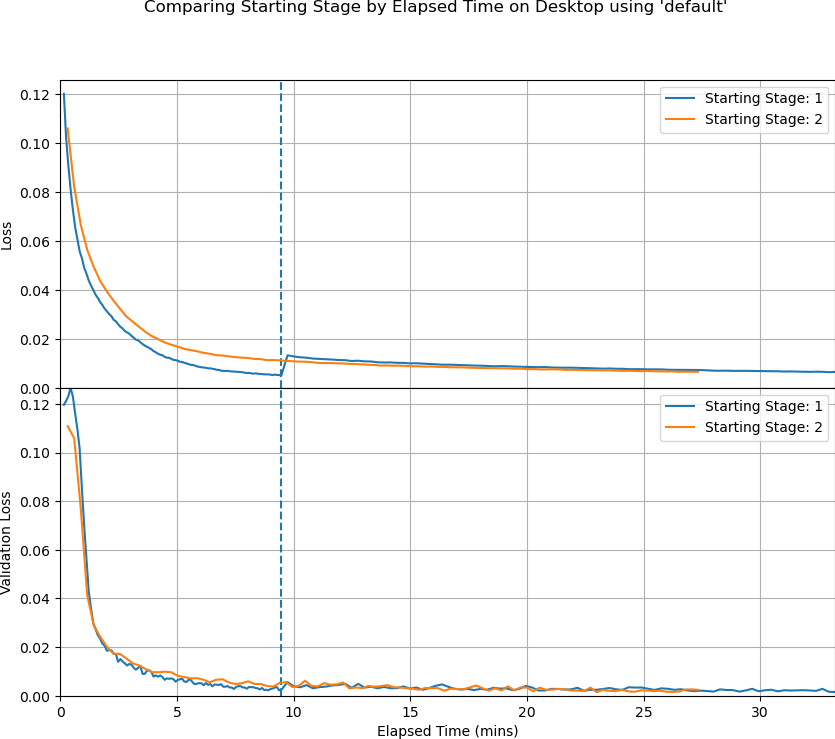 Comparing Starting Stage by Elapsed Time on Desktop using 'default'
0.12
0.10
0.08
0.06
0.04
0.02
0.00
Loss
Starting Stage: 1
Starting Stage: 2
0.12
0.10
0.08
0.06
0.04
0.02
0.00
Validation Loss
Starting Stage: 1
Starting Stage: 2
0 5 10 15 20 25 30
Elapsed Time (mins)